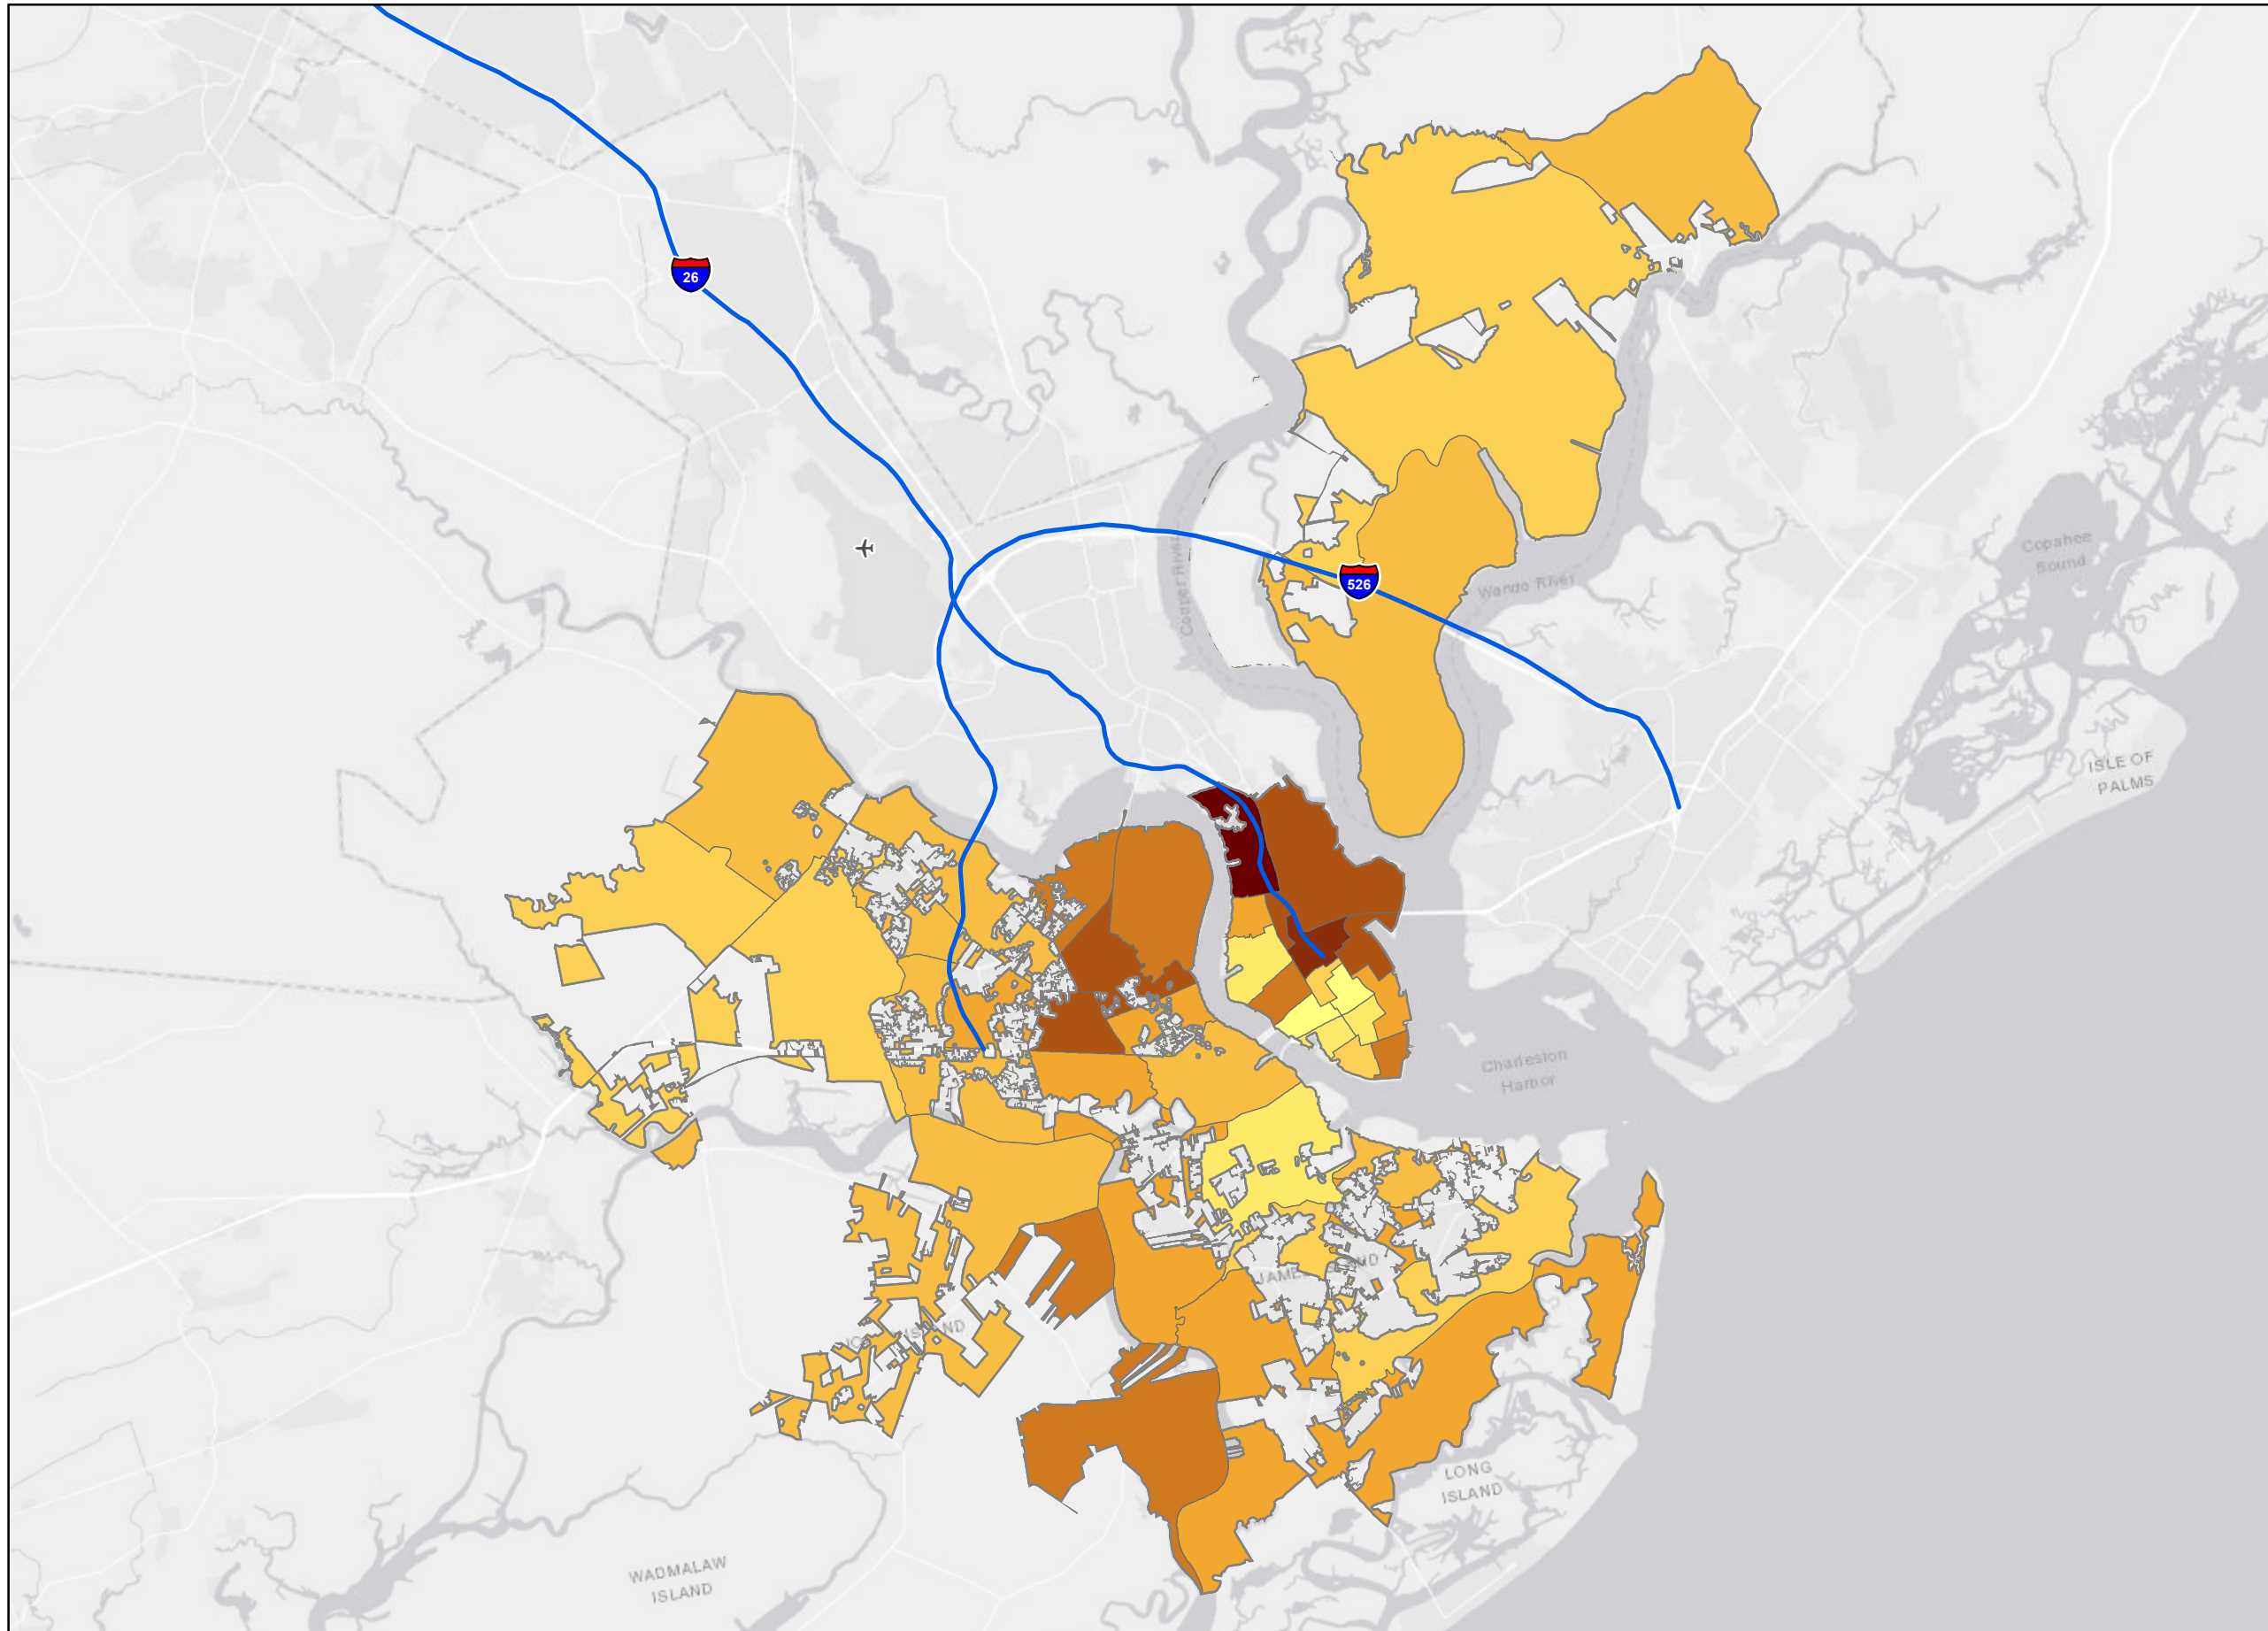 26
Copahee
Sound
526
Wando River
Cooper River
ISLE OF
PALMS
Charleston
Harbor
LONG
ISLAND
WADMALAW
ISLAND